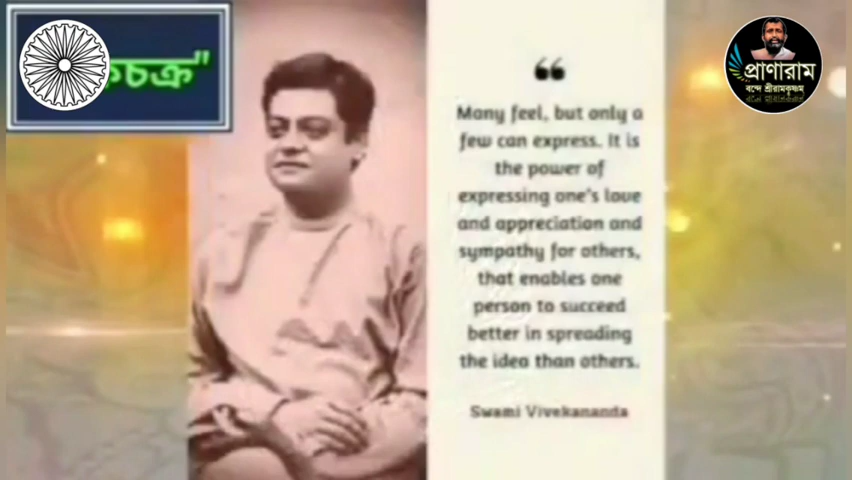 চক্র"
প্রাণারাম
বন্দে শ্রীরামকৃষ্ণম্
Many feel, but only a
few can express. It is
the power of
expressing one's love
and appreciation and
sympathy for others,
that enables one
person to succeed
better in spreading
the idea than others.
Swami Vivekananda